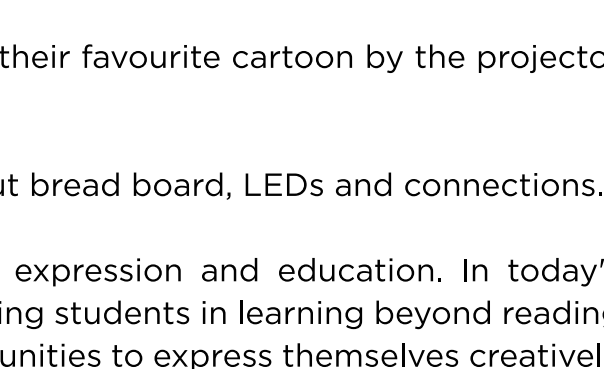 their favourite cartoon by the projecto
ut bread board, LEDs and connections.
expression and education. In today'
ing students in learning beyond reading
unities to express themselves creativel